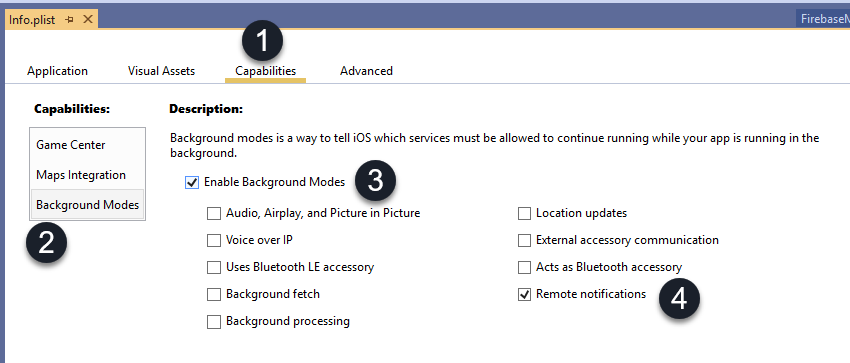 Info.plist
FirebaseM
1
Application Visual Assets Capabilities Advanced
Capabilities: Description:
Game Center
Maps Integration
Background Modes
2
Background modes is a way to tell iOS which services must be allowed to continue running while your app is running in the
background.
Enable Background Modes 3
Audio, Airplay, and Picture in Picture Location updates
Voice over IP External accessory communication
Uses Bluetooth LE accessory Acts as Bluetooth accessory
Background fetch Remote notifications 4
Background processing